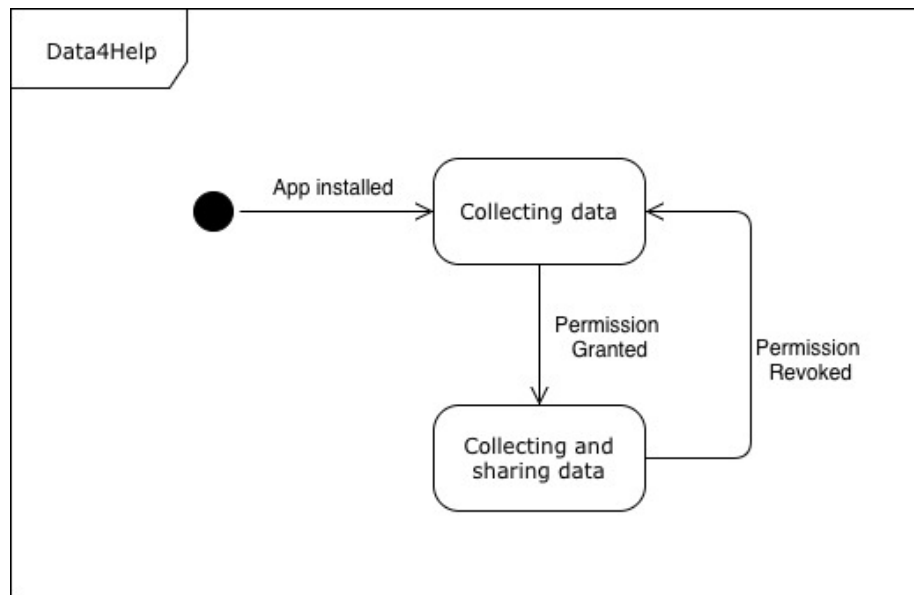 Data4Help
App installed
Collecting data
Permission
Granted
Permission
Revoked
Collecting and
sharing data